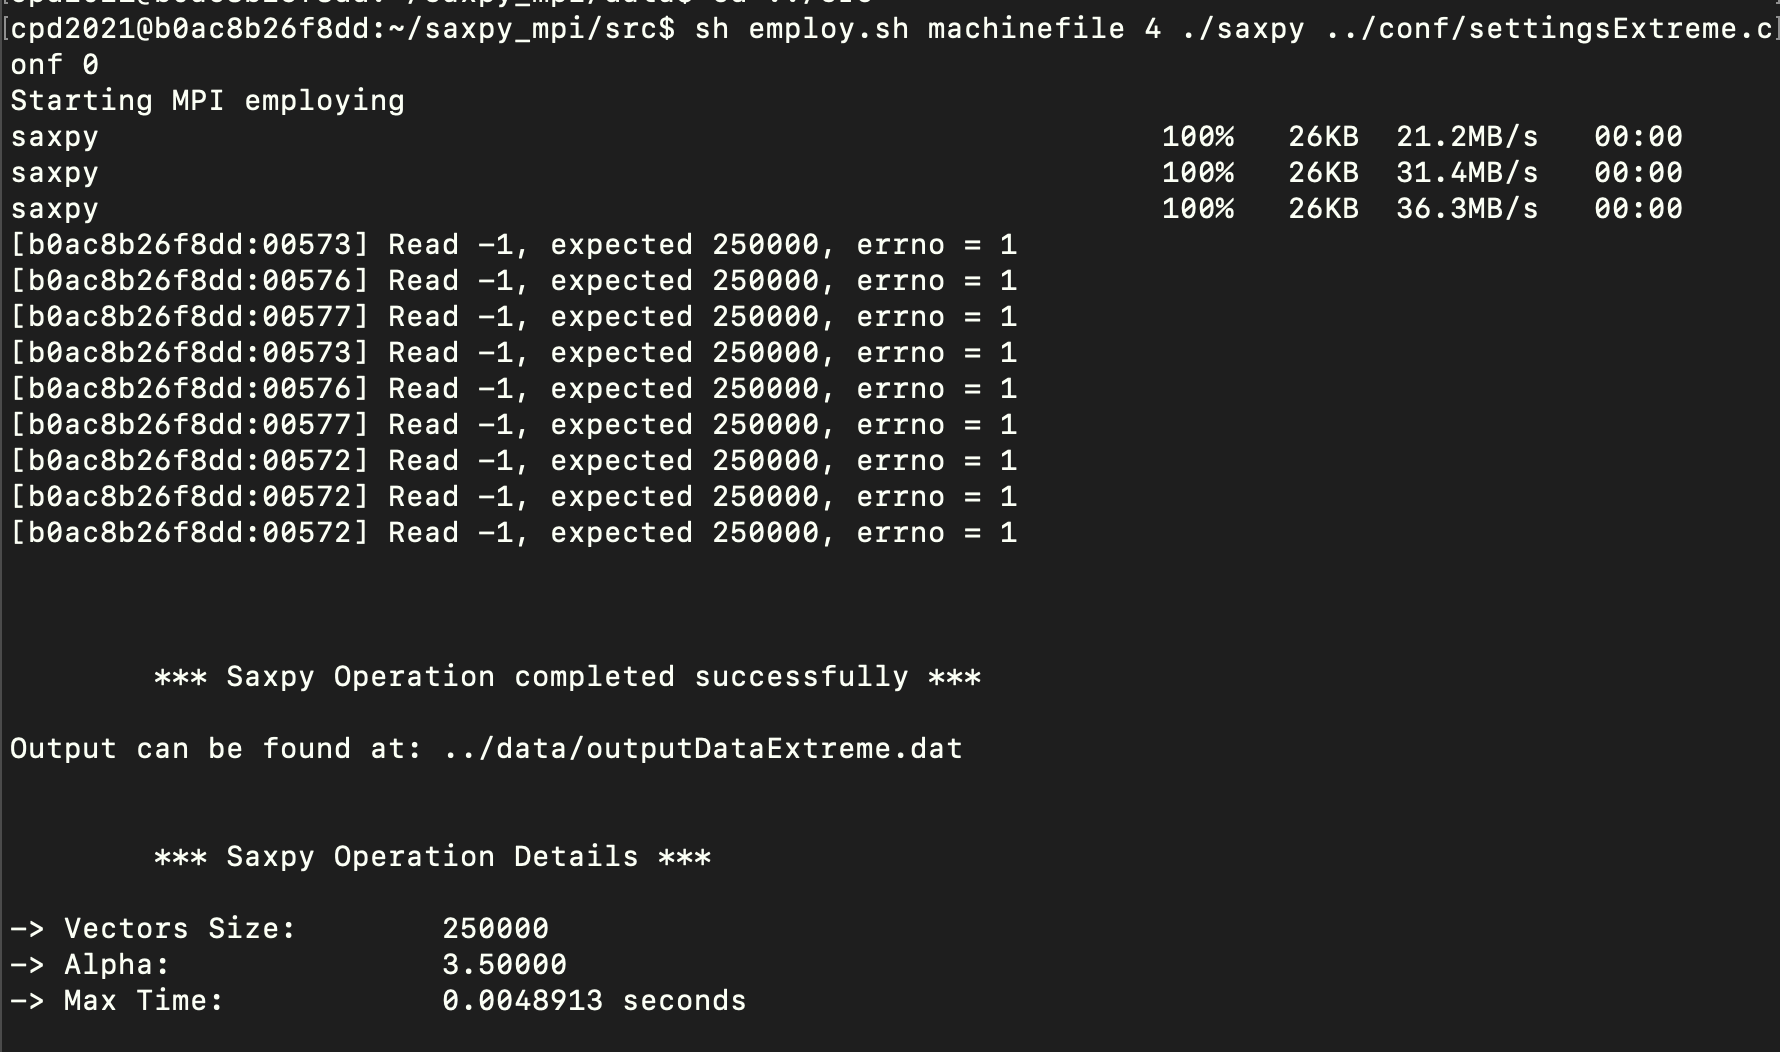 cpd2021@b0ac8b26f8dd:~/saxpy_mpi/data$ cd ../src
cpd2021@b0ac8b26f8dd:~/saxpy_mpi/src$ sh employ.sh machinefile 4 ./saxpy ../conf/settingsExtreme.c
onf 0
Starting MPI employing
saxpy 100% 26KB 21.2MB/s 00:00
saxpy 100% 26KB 31.4MB/s 00:00
saxpy 100% 26KB 36.3MB/s 00:00
[b0ac8b26f8dd:00573] Read -1, expected 250000, errno = 1
[b0ac8b26f8dd:00576] Read -1, expected 250000, errno = 1
[b0ac8b26f8dd:00577] Read -1, expected 250000, errno = 1
[b0ac8b26f8dd:00573] Read -1, expected 250000, errno = 1
[b0ac8b26f8dd:00576] Read -1, expected 250000, errno = 1
[b0ac8b26f8dd:00577] Read -1, expected 250000, errno = 1
[b0ac8b26f8dd:00572] Read -1, expected 250000, errno = 1
[b0ac8b26f8dd:00572] Read -1, expected 250000, errno = 1
[b0ac8b26f8dd:00572] Read -1, expected 250000, errno = 1
*** Saxpy Operation completed successfully ***
Output can be found at: ../data/outputDataExtreme.dat
*** Saxpy Operation Details ***
-> Vectors Size: 250000
-> Alpha: 3.50000
-> Max Time: 0.0048913 seconds